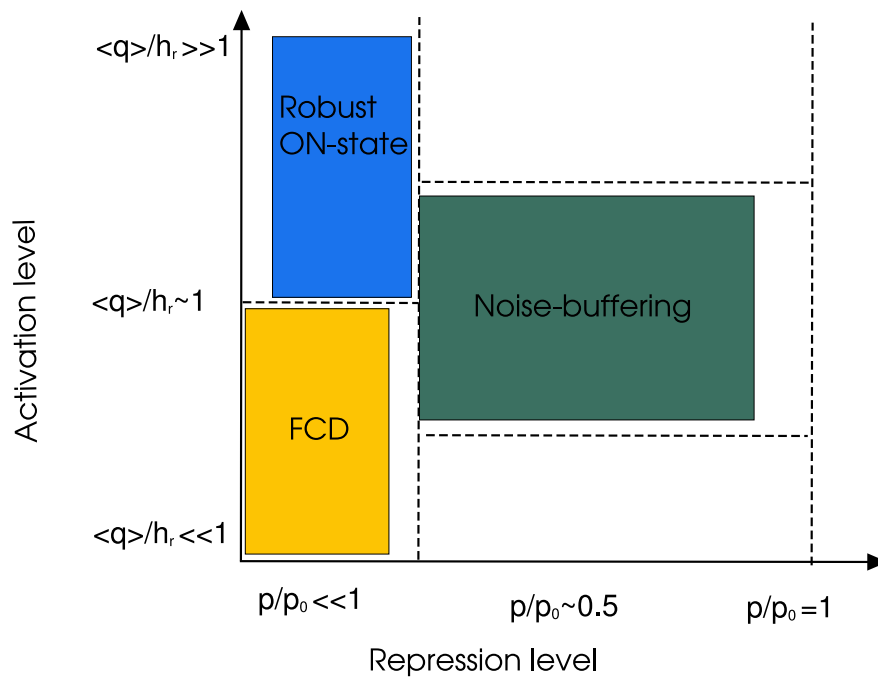 <q>/hᵣ>>1
Robust
ON-state
Activation level
<q>/hᵣ~1
Noise-buffering
FCD
<q>/hᵣ<<1
p/p₀<<1
p/p₀~0.5
p/p₀=1
Repression level